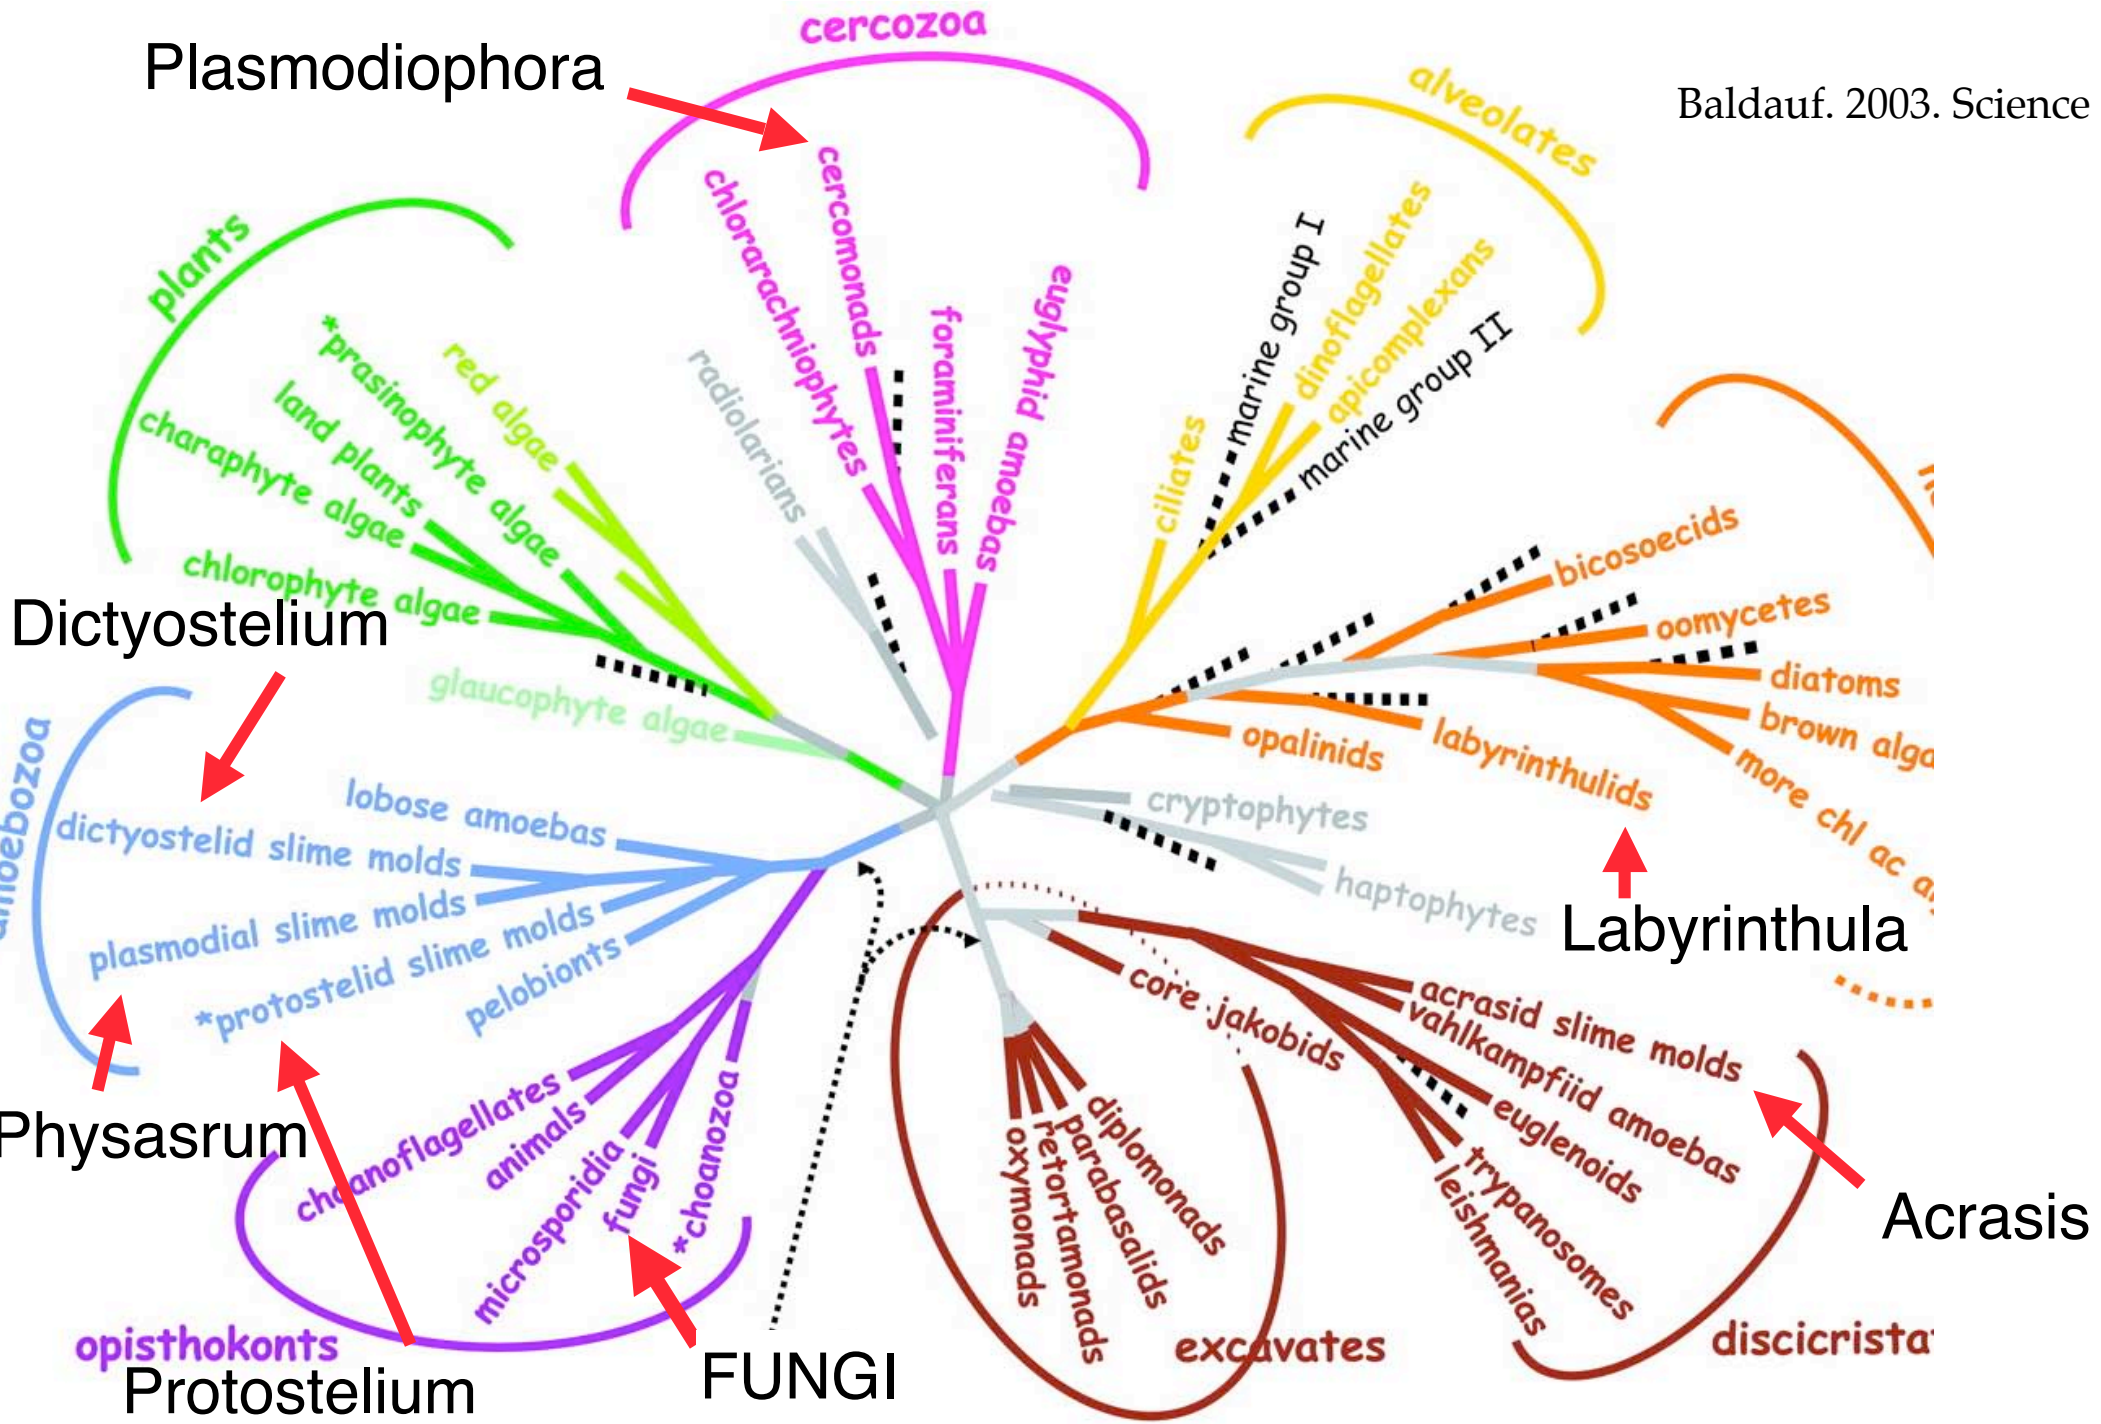 cercozoa
Plasmodiophora
alveolates
Baldauf. 2003. Science
plants
cercomonads
chlorarachniophytes
foraminiferans
euglyphid amoebas
radiolarians
marine group I
dinoflagellates
apicomplexans
marine group II
ciliates
*prasinophyte algae
red algae
land plants
charaphyte algae
chlorophyte algae
glaucophyte algae
bicosoecids
oomycetes
diatoms
brown alga
more chl ac
opalinids
labyrinthulids
Dictyostelium
lobose amoebas
dictyostelid slime molds
plasmodial slime molds
*protostelid slime molds
pelobionts
cryptophytes
haptophytes
Labyrinthula
core jakobids
acrasid slime molds
vahlkampfiid amoebas
euglenoids
trypanosomes
leishmanias
diplomonads
parabasalids
retortamonads
oxymonads
Physasrum
choanoflagellates
animals
microsporidia
fungi
*choanozoa
Acrasis
opisthokonts
Protostelium
FUNGI
excavates
discicrista